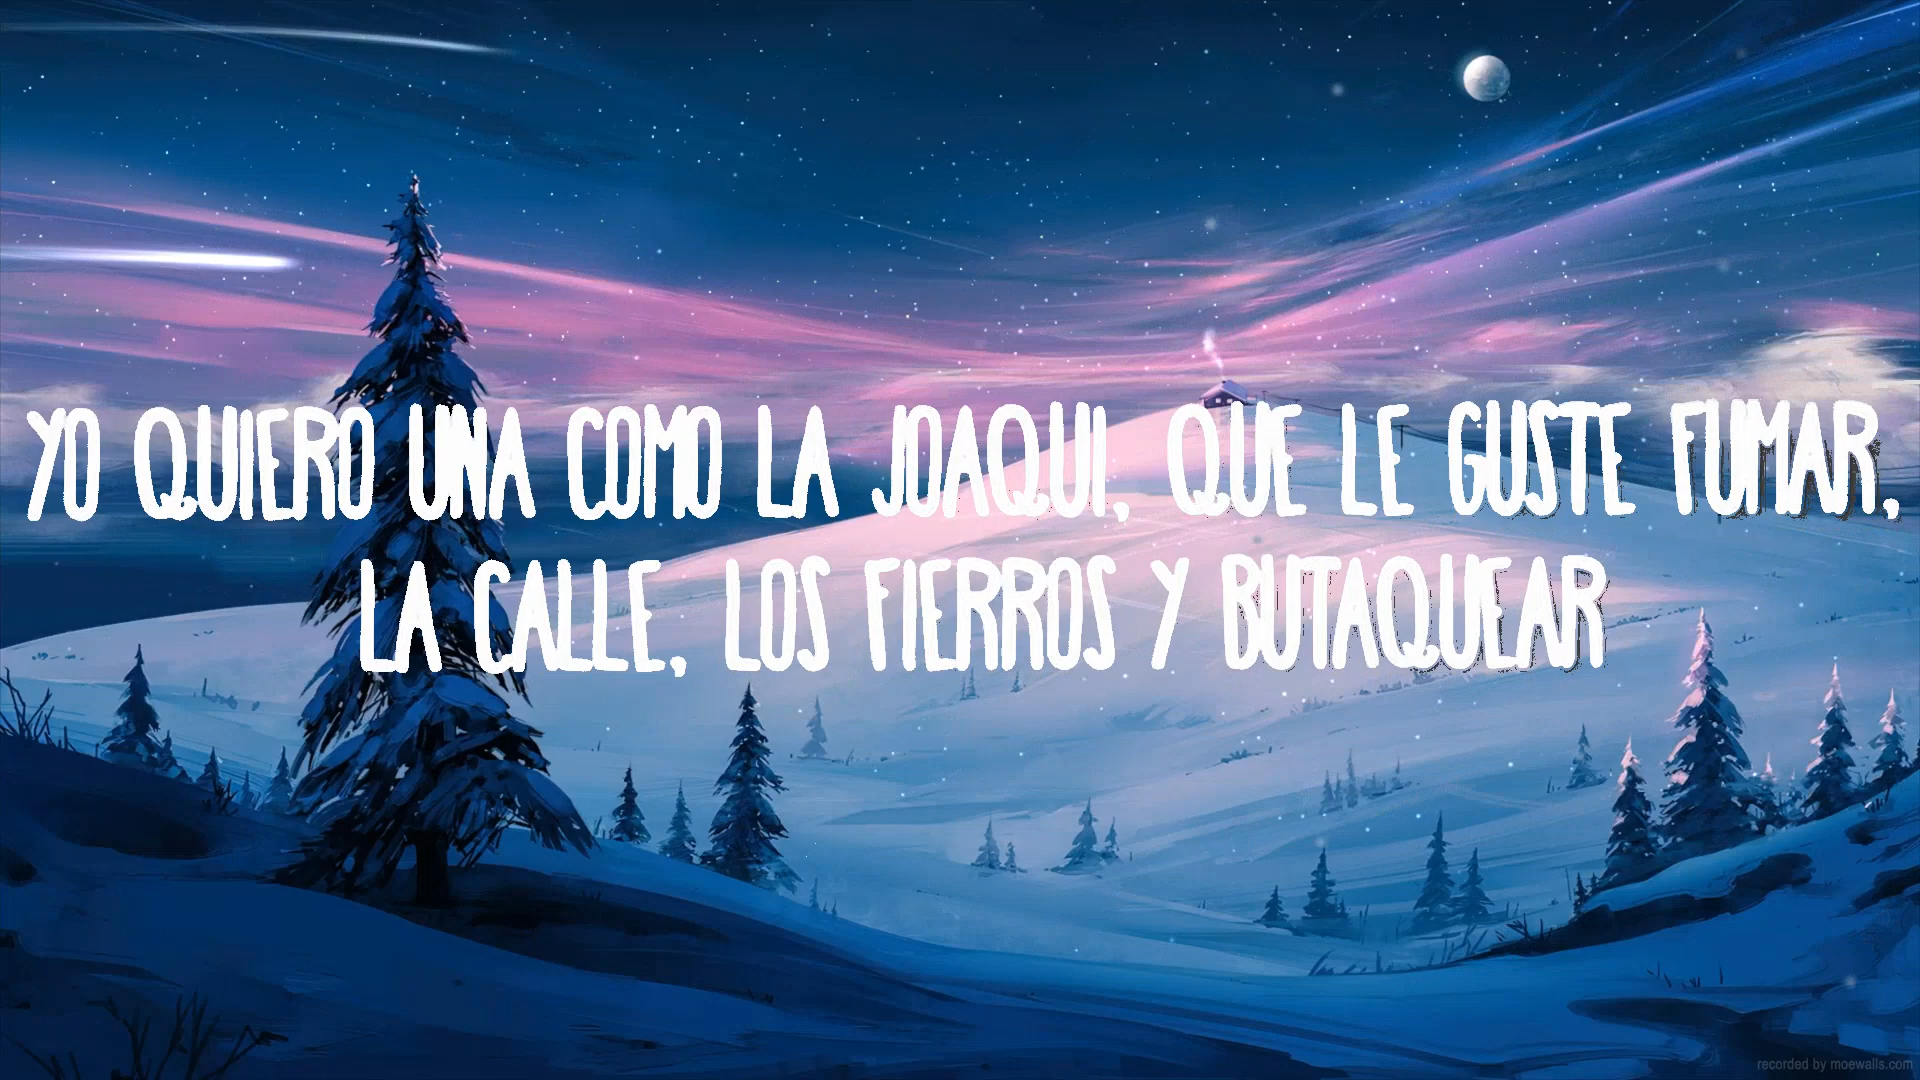 YO QUIERO UNA COMO LA JOAQUI, QUE LE GUSTE FUMAR,
LA CALLE, LOS FIERROS Y BUTAQUEAR
recorded by moewalls.com